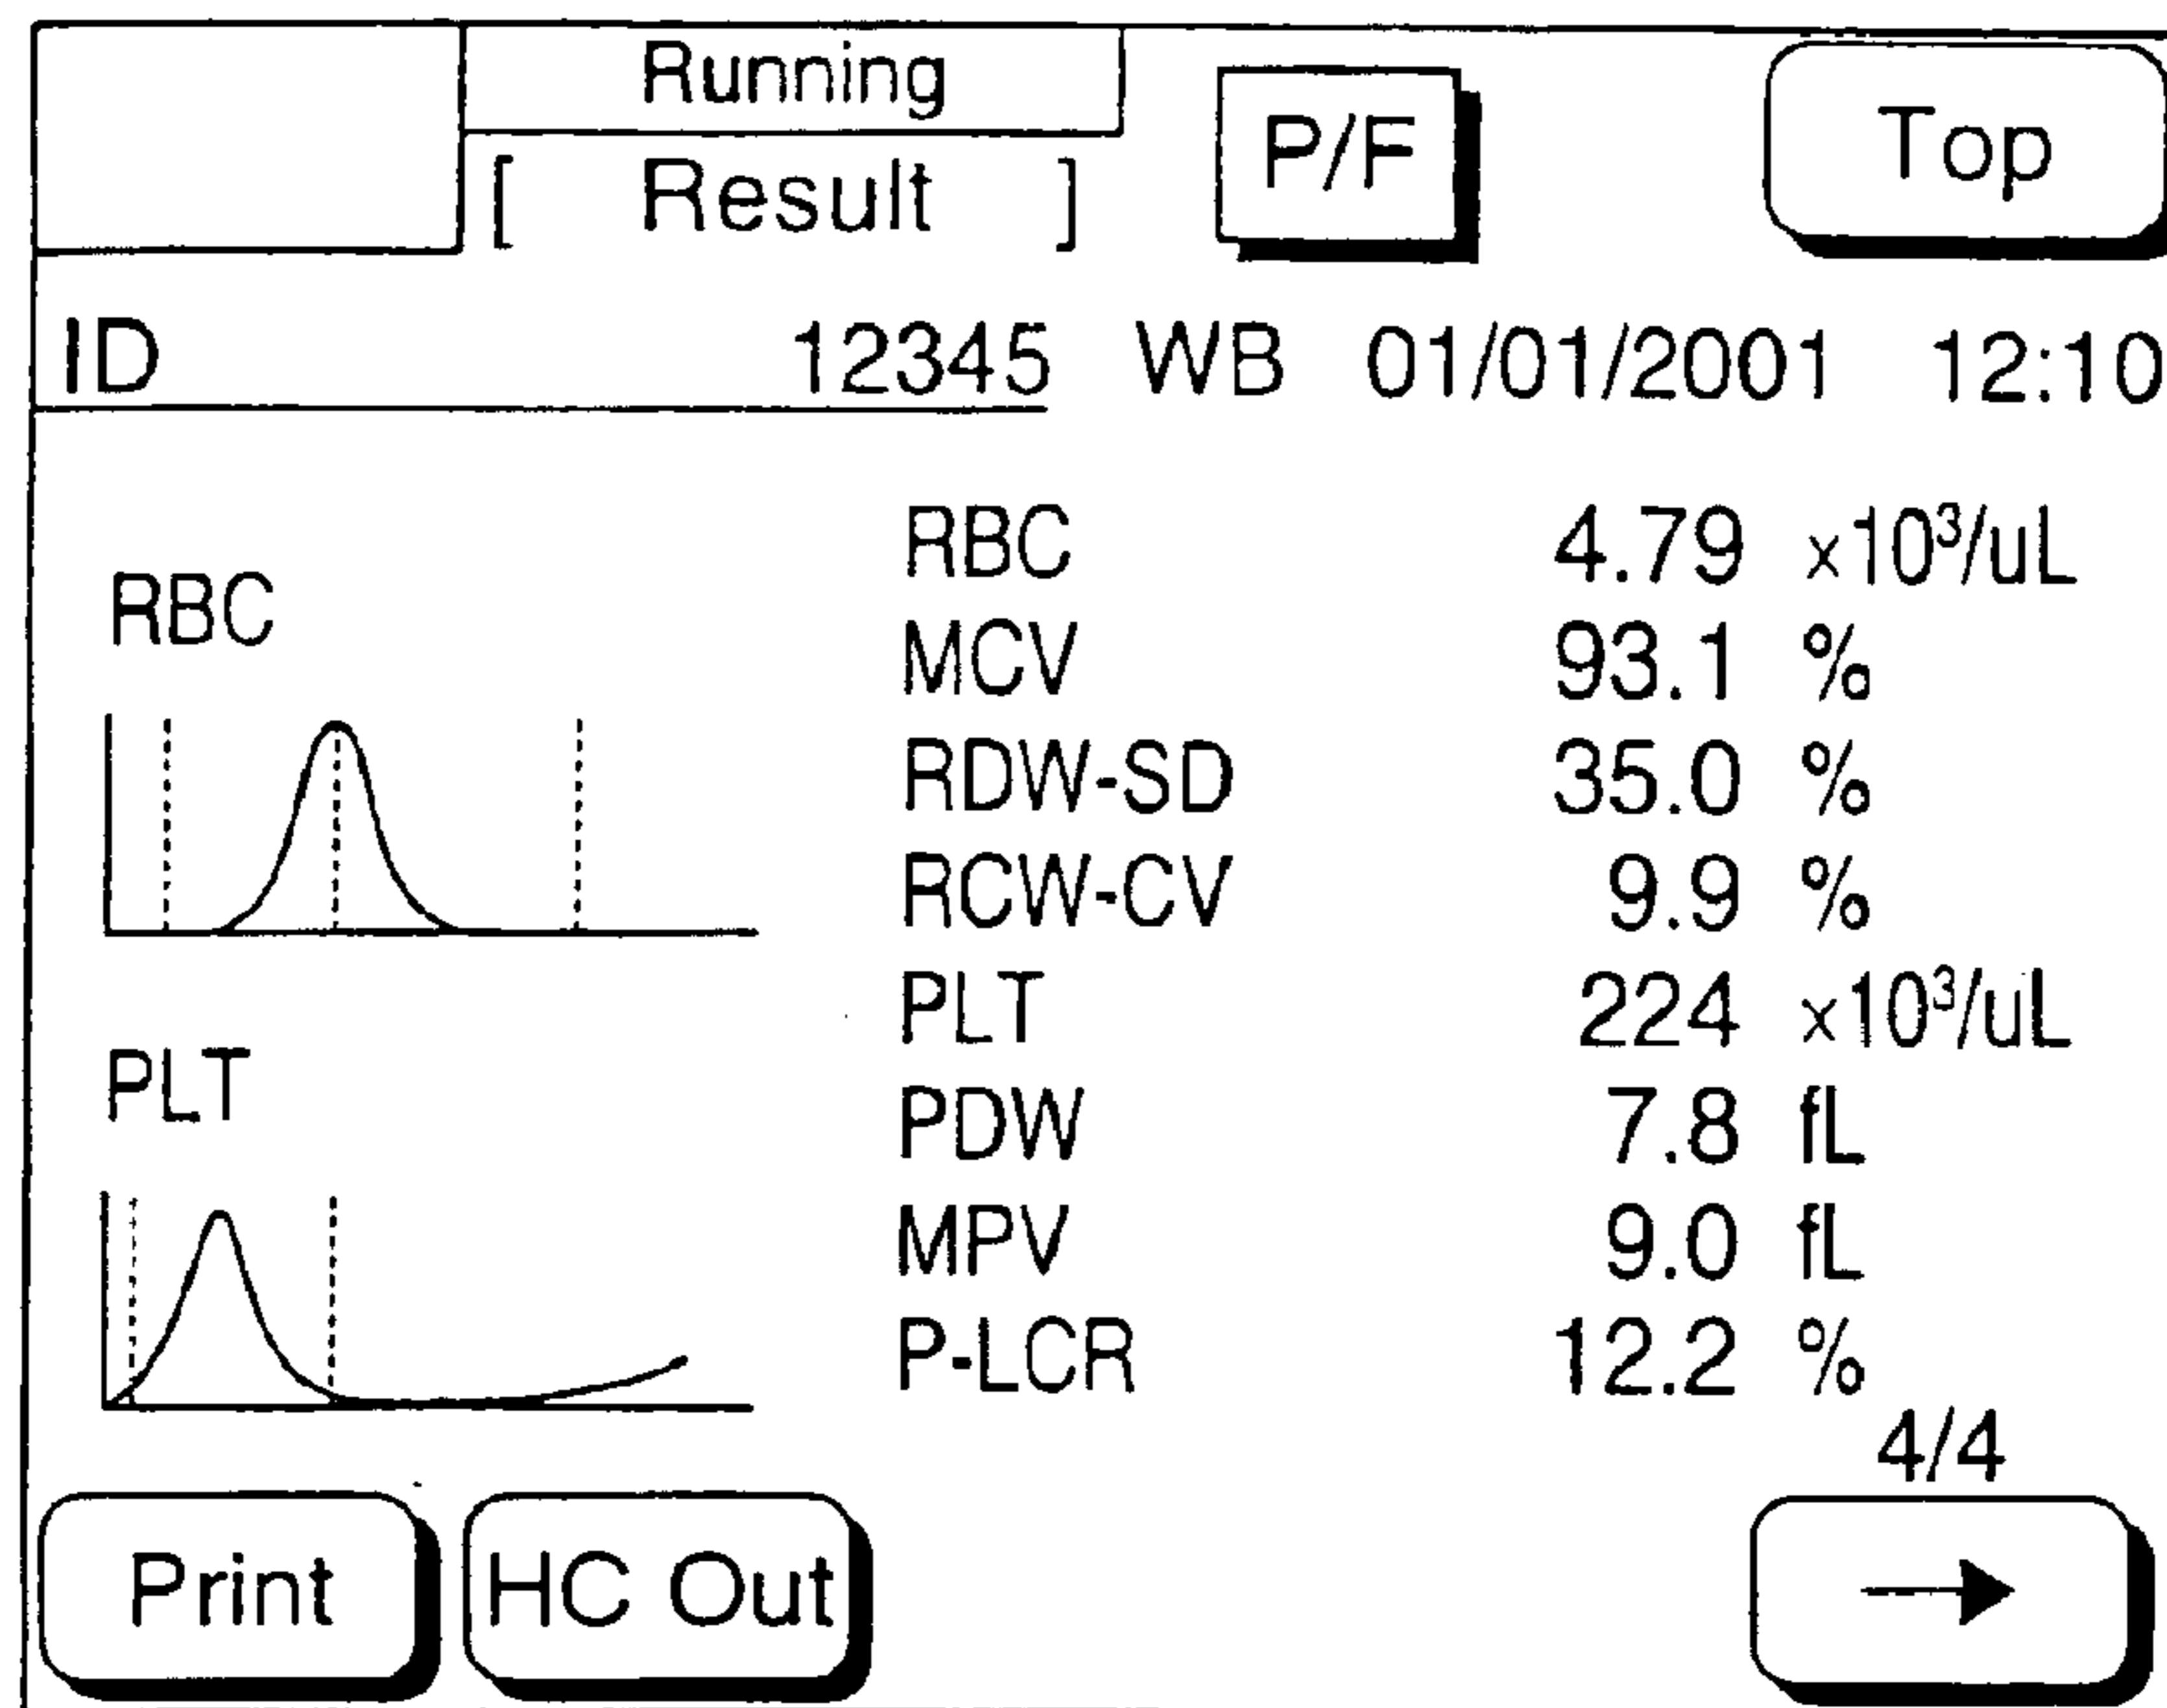 Running
P/F
Top
[ Result ]
ID 12345 WB 01/01/2001 12:10
RBC 4.79 ×10³/uL
RBC
MCV 93.1 %
RDW-SD 35.0 %
RCW-CV 9.9 %
PLT 224 ×10³/uL
PLT
PDW 7.8 fL
MPV 9.0 fL
P-LCR 12.2 %
4/4
Print
HC Out